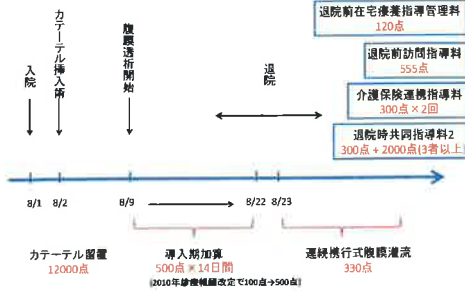 退院前在宅療養指導管理料
120点
退院前訪問指導料
555点
介護保険連携指導料
300点×2回
退院時共同指導料2
300点+2000点(3者以上)
入院
カテーテル挿入術
腹膜透析開始
退院
8/1
8/2
8/9
8/22
8/23
カテーテル留置
12000点
導入期加算
500点×14日間
(2010年診療報酬改定で100点→500点)
連続携行式腹膜灌流
330点